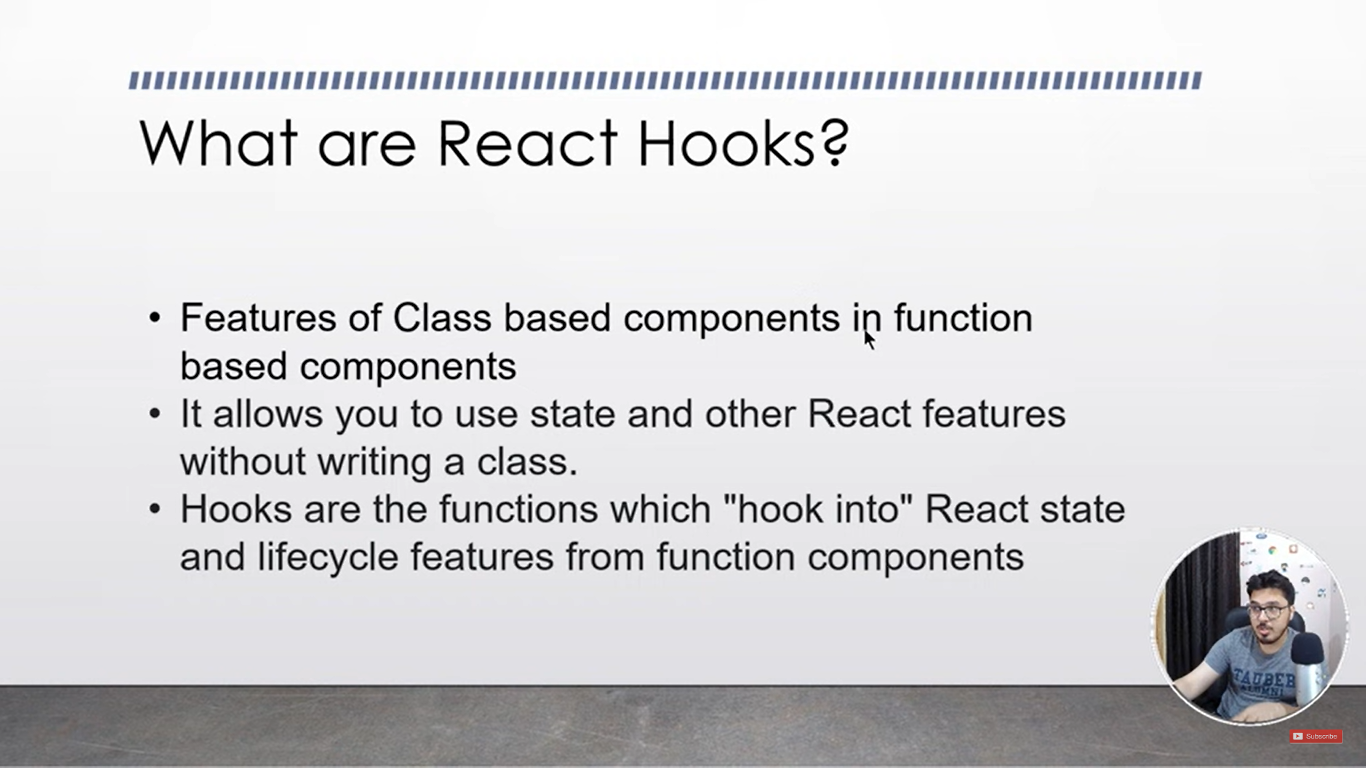 What are React Hooks?
• Features of Class based components in function
based components
• It allows you to use state and other React features
without writing a class.
• Hooks are the functions which "hook into" React state
and lifecycle features from function components
TAUBER
ALUMNI
Subscribe